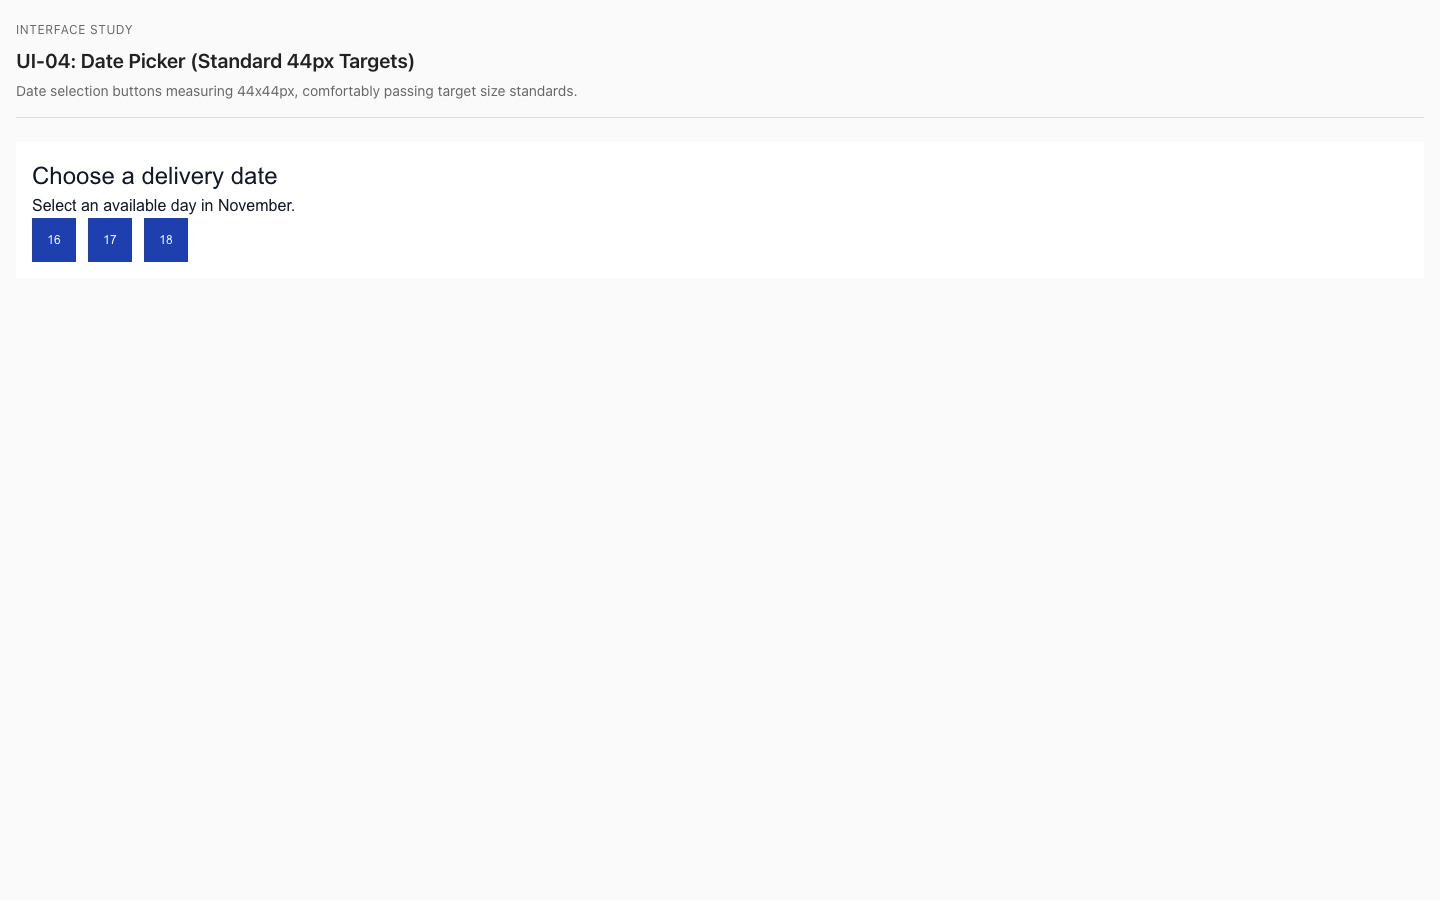 INTERFACE STUDY
UI-04: Date Picker (Standard 44px Targets)
Date selection buttons measuring 44x44px, comfortably passing target size standards.
Choose a delivery date
Select an available day in November.
16 17 18